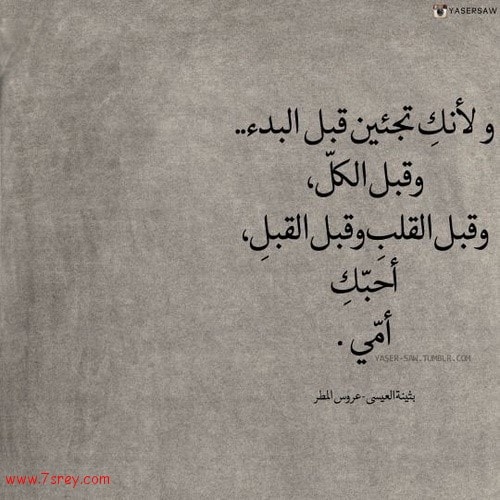 YASERSAW
و لأنكِ تجئين قبل البدء..
وقبل الكلّ،
وقبل القلبِ وقبل القبلِ،
أحبّكِ
أمّي .
YASER-SAW.TUMBLR.COM
بثينة العيسى - عروس المطر
www.7srey.com